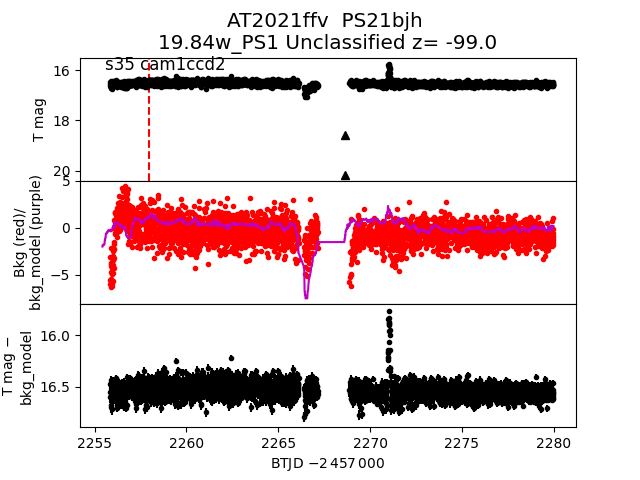 AT2021ffv PS21bjh
19.84w_PS1 Unclassified z= -99.0
s35 cam1ccd2
16
18
20
T mag
5
0
−5
Bkg (red)/
bkg_model (purple)
16.0
16.5
T mag −
bkg_model
2255 2260 2265 2270 2275 2280
BTJD −2 457 000